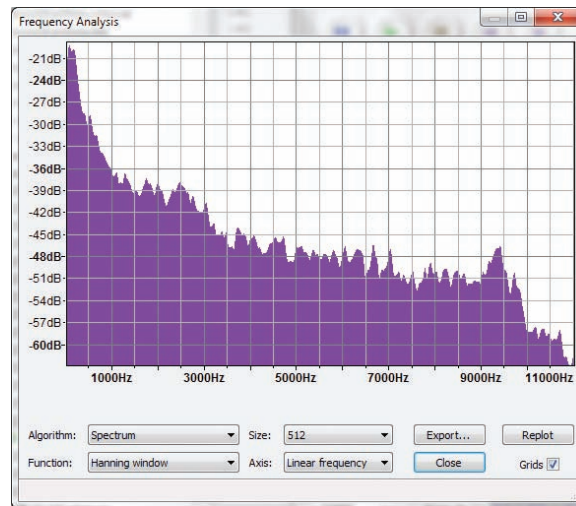 Frequency Analysis
-21dB
-24dB
-27dB
-30dB
-33dB
-36dB
-39dB
-42dB
-45dB
-48dB
-51dB
-54dB
-57dB
-60dB
1000Hz 3000Hz 5000Hz 7000Hz 9000Hz 11000Hz
Algorithm: Spectrum Size: 512 Export... Replot
Function: Hanning window Axis: Linear frequency Close Grids